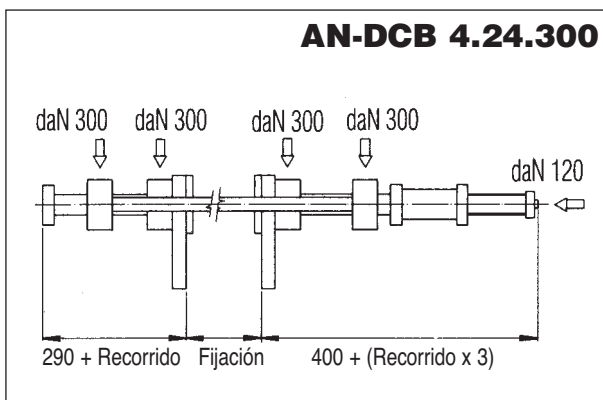 AN-DCB 4.24.300
daN 300 daN 300 daN 300 daN 300
daN 120
290 + Recorrido Fijación 400 + (Recorrido x 3)